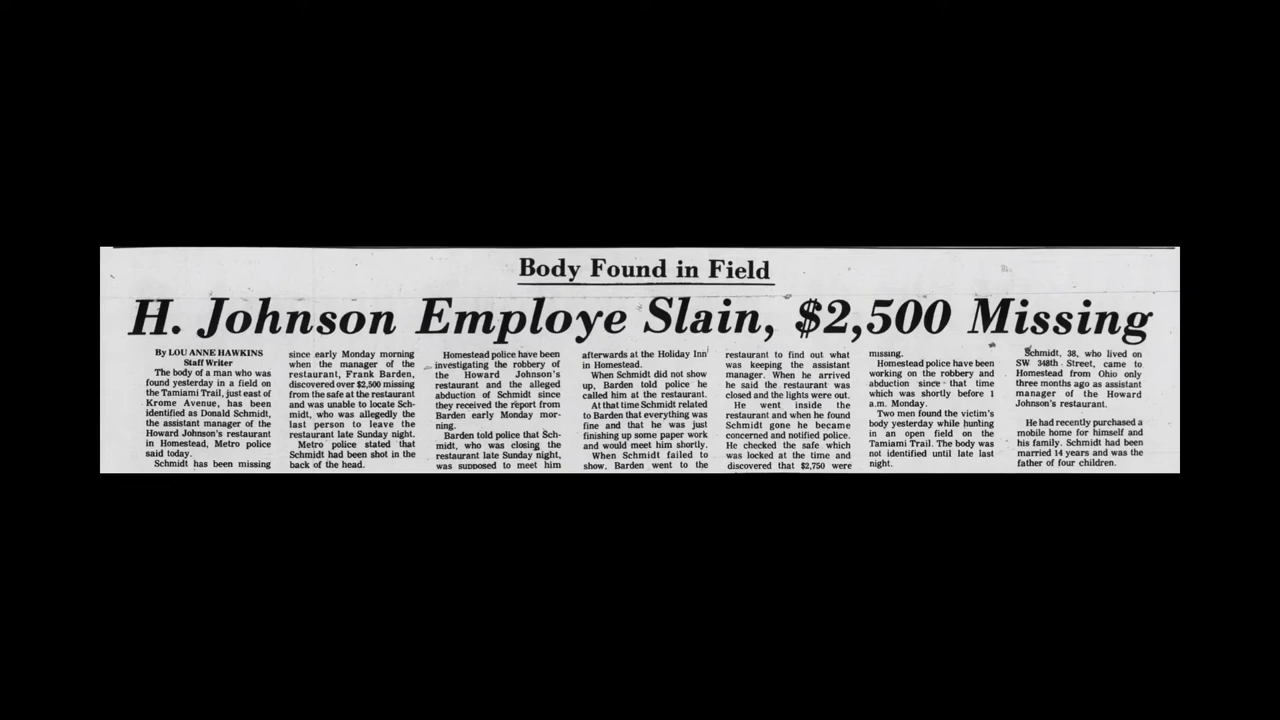 Body Found in Field
H. Johnson Employe Slain, $2,500 Missing
By LOU ANNE HAWKINS
Staff Writer
The body of a man who was
found yesterday in a field on
the Tamiami Trail, just east of
Krome Avenue, has been
identified as Donald Schmidt,
the assistant manager of the
Howard Johnson's restaurant
in Homestead, Metro police
said today.
Schmidt has been missing
since early Monday morning
when the manager of the
restaurant, Frank Barden,
discovered over $2,500 missing
from the safe at the restaurant
and was unable to locate Sch-
midt, who was allegedly the
last person to leave the
restaurant late Sunday night.
Metro police stated that
Schmidt had been shot in the
back of the head.
Homestead police have been
investigating the robbery of
the Howard Johnson's
restaurant and the alleged
abduction of Schmidt since
they received the report from
Barden early Monday mor-
ning.
Barden told police that Sch-
midt, who was closing the
restaurant late Sunday night,
was supposed to meet him
afterwards at the Holiday Inn
in Homestead.
When Schmidt did not show
up, Barden told police he
called him at the restaurant.
At that time Schmidt related
to Barden that everything was
fine and that he was just
finishing up some paper work
and would meet him shortly.
When Schmidt failed to
show, Barden went to the
restaurant to find out what
was keeping the assistant
manager. When he arrived
he said the restaurant was
closed and the lights were out.
He went inside the
restaurant and when he found
Schmidt gone he became
concerned and notified police.
He checked the safe which
was locked at the time and
discovered that $2,750 were
missing.
Homestead police have been
working on the robbery and
abduction since that time
which was shortly before 1
a.m. Monday.
Two men found the victim's
body yesterday while hunting
in an open field on the
Tamiami Trail. The body was
not identified until late last
night.
Schmidt, 38, who lived on
SW 348th Street, came to
Homestead from Ohio only
three months ago as assistant
manager of the Howard
Johnson's restaurant.
He had recently purchased a
mobile home for himself and
his family. Schmidt had been
married 14 years and was the
father of four children.